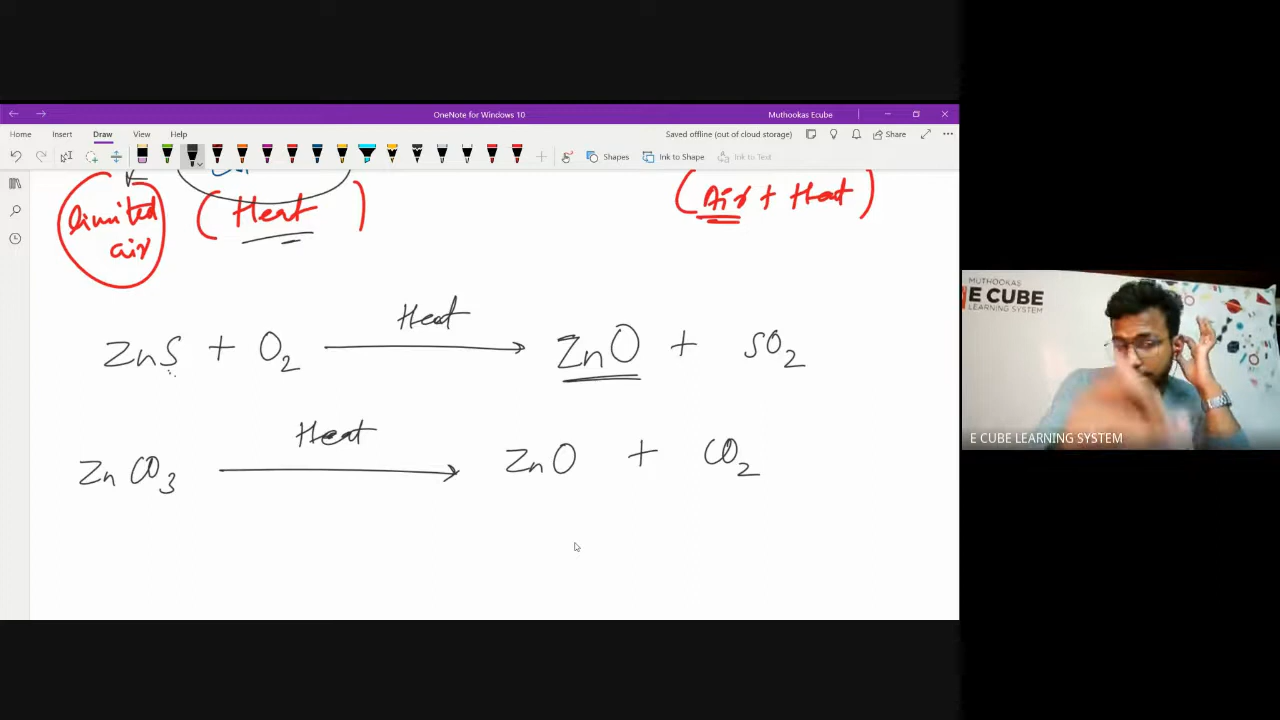 OneNote for Windows 10
Muthookas Ecube
Home Insert Draw View Help
Saved offline (out of cloud storage)
Share
Shapes
Ink to Shape
Ink to Text
limited
air
(Heat)
(Air + Heat)
Heat
ZnS + O2 → ZnO + SO2
Heat
ZnCO3 → ZnO + CO2
MUTHOOKAS
E CUBE
LEARNING SYSTEM
E CUBE LEARNING SYSTEM